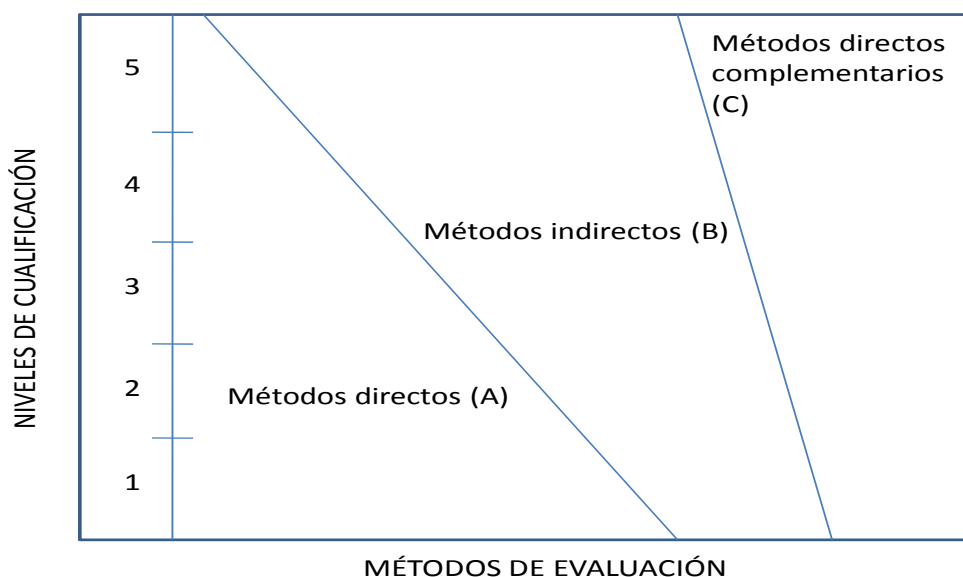 NIVELES DE CUALIFICACIÓN
5
4
3
2
1
Métodos directos
complementarios
(C)
Métodos indirectos (B)
Métodos directos (A)
MÉTODOS DE EVALUACIÓN